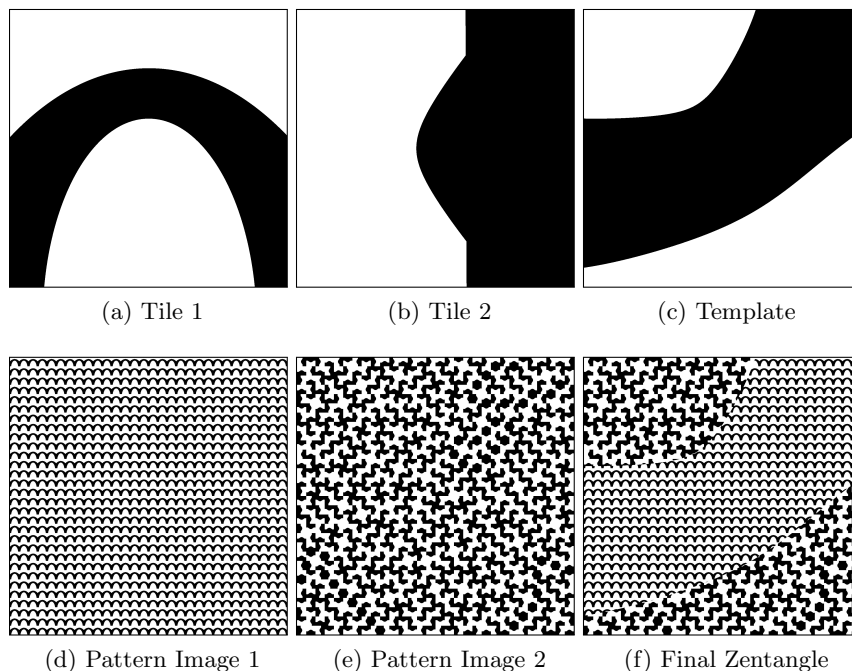 (a) Tile 1
(b) Tile 2
(c) Template
(d) Pattern Image 1
(e) Pattern Image 2
(f) Final Zentangle